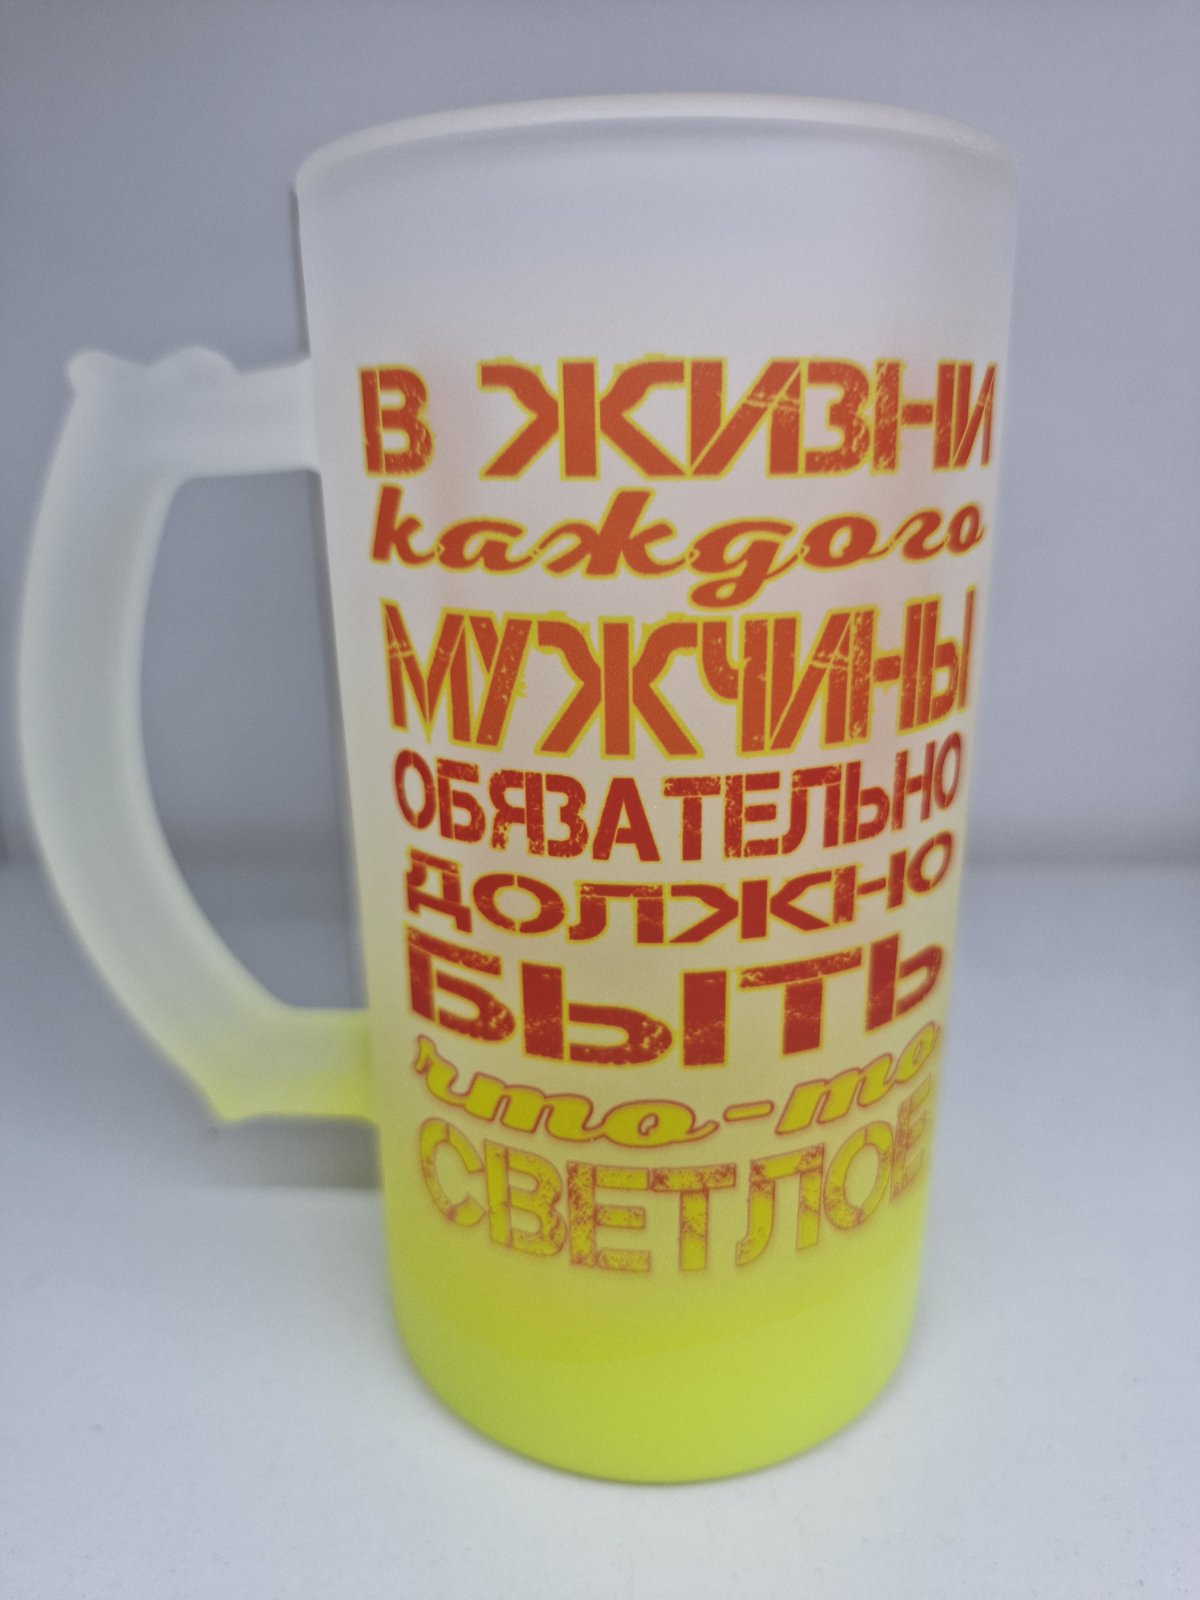 В ЖИЗНИ
каждого
МУЖЧИНЫ
ОБЯЗАТЕЛЬНО
ДОЛЖНО
БЫТЬ
что-то
СВЕТЛОЕ